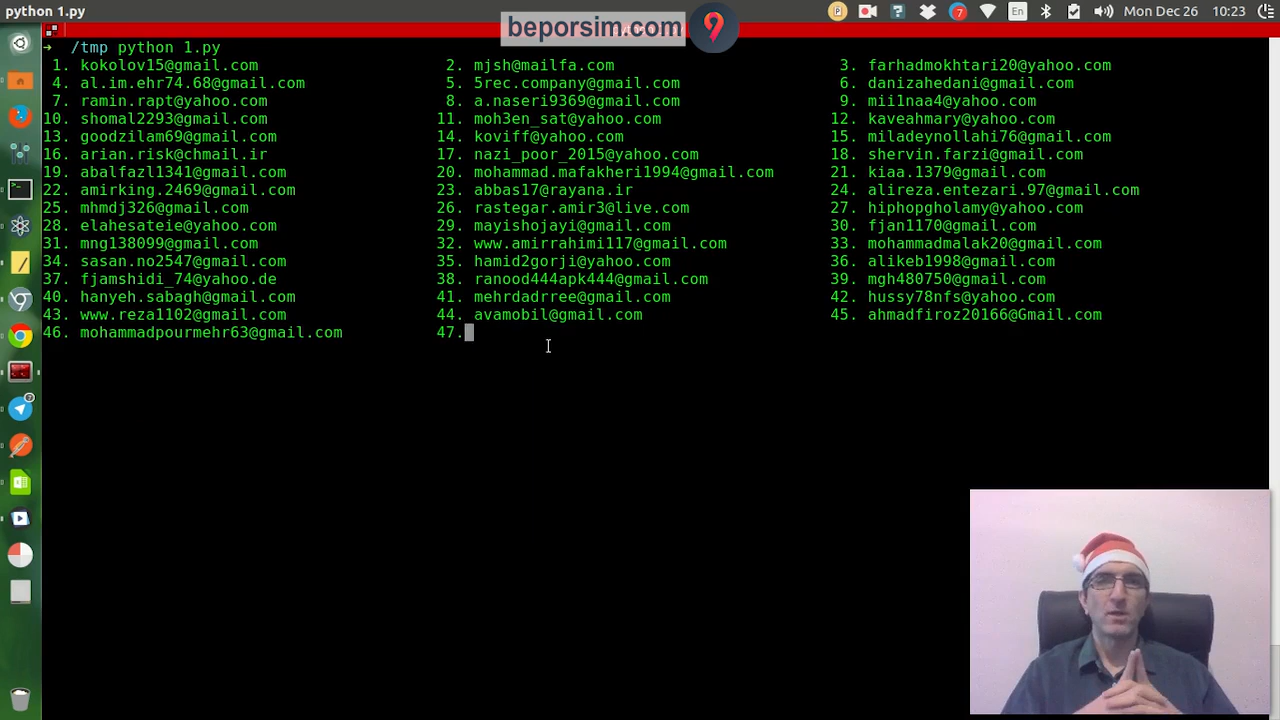 python 1.py
En
7
Mon Dec 26
10:23
beporsim.com
→ /tmp python 1.py
1. kokolov15@gmail.com 2. mjsh@mailfa.com 3. farhadmokhtari20@yahoo.com
4. al.im.ehr74.68@gmail.com 5. 5rec.company@gmail.com 6. danizahedani@gmail.com
7. ramin.rapt@yahoo.com 8. a.naseri9369@gmail.com 9. mii1naa4@yahoo.com
10. shomal2293@gmail.com 11. moh3en_sat@yahoo.com 12. kaveahmary@yahoo.com
13. goodzilam69@gmail.com 14. koviff@yahoo.com 15. miladeynollahi76@gmail.com
16. arian.risk@chmail.ir 17. nazi_poor_2015@yahoo.com 18. shervin.farzi@gmail.com
19. abalfazl1341@gmail.com 20. mohammad.mafakheri1994@gmail.com 21. kiaa.1379@gmail.com
22. amirking.2469@gmail.com 23. abbas17@rayana.ir 24. alireza.entezari.97@gmail.com
25. mhmdj326@gmail.com 26. rastegar.amir3@live.com 27. hiphopgholamy@yahoo.com
28. elahesateie@yahoo.com 29. mayishojayi@gmail.com 30. fjan1170@gmail.com
31. mng138099@gmail.com 32. www.amirrahimi117@gmail.com 33. mohammadmalak20@gmail.com
34. sasan.no2547@gmail.com 35. hamid2gorji@yahoo.com 36. alikeb1998@gmail.com
37. fjamshidi_74@yahoo.de 38. ranood444apk444@gmail.com 39. mgh480750@gmail.com
40. hanyeh.sabagh@gmail.com 41. mehrdadrree@gmail.com 42. hussy78nfs@yahoo.com
43. www.reza1102@gmail.com 44. avamobil@gmail.com 45. ahmadfiroz20166@Gmail.com
46. mohammadpourmehr63@gmail.com 47.